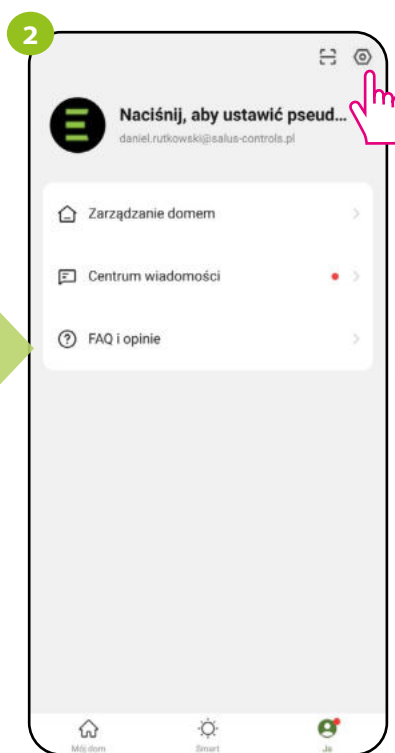 2
Naciśnij, aby ustawić pseud...
daniel.rutkowski@salus-controls.pl
Zarządzanie domem
Centrum wiadomości
FAQ i opinie
Mój dom Smart Ja